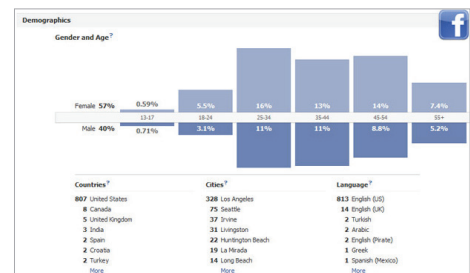 Demographics
f
Gender and Age?
Female 57% 0.59% 5.5% 16% 13% 14% 7.4%
13-17 18-24 25-34 35-44 45-54 55+
Male 40% 0.71% 3.1% 11% 11% 8.8% 5.2%
Countries? Cities? Language?
807 United States 328 Los Angeles 813 English (US)
8 Canada 75 Seattle 14 English (UK)
5 United Kingdom 37 Irvine 2 Turkish
3 India 31 Livingston 2 Arabic
2 Spain 22 Huntington Beach 2 English (Pirate)
2 Croatia 19 La Mirada 1 Greek
2 Turkey 14 Long Beach 1 Spanish (Mexico)
More More More